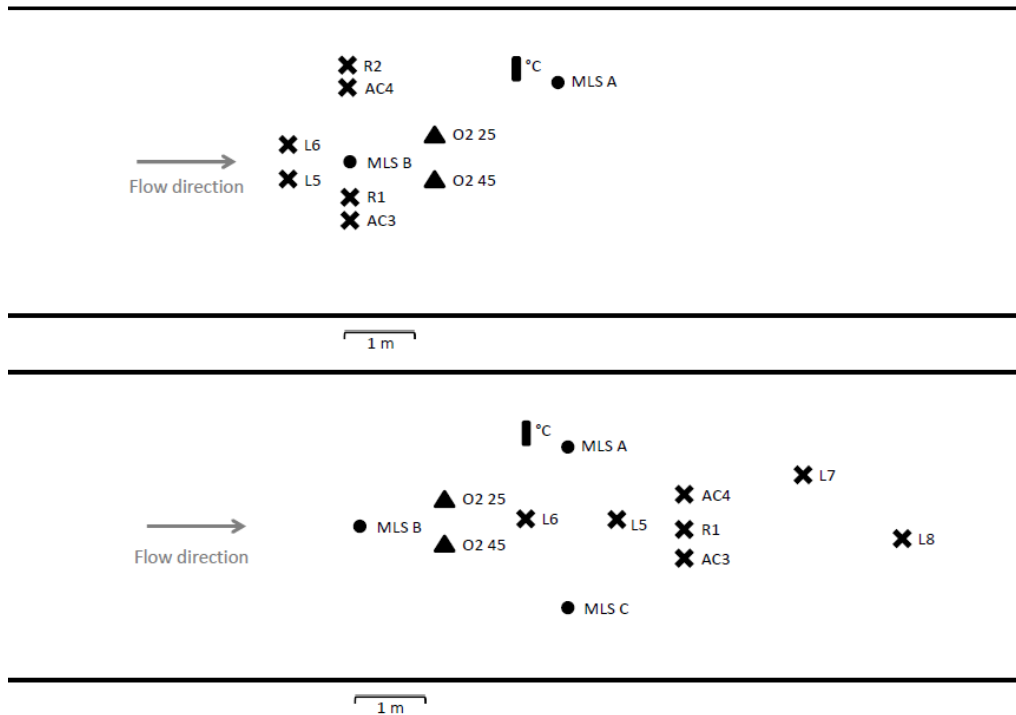 R2
°C
AC4
MLS A
O2 25
L6
MLS B
Flow direction
L5
O2 45
R1
AC3
1 m
°C
MLS A
L7
O2 25
AC4
L6
L5
MLS B
R1
L8
O2 45
Flow direction
AC3
MLS C
1 m